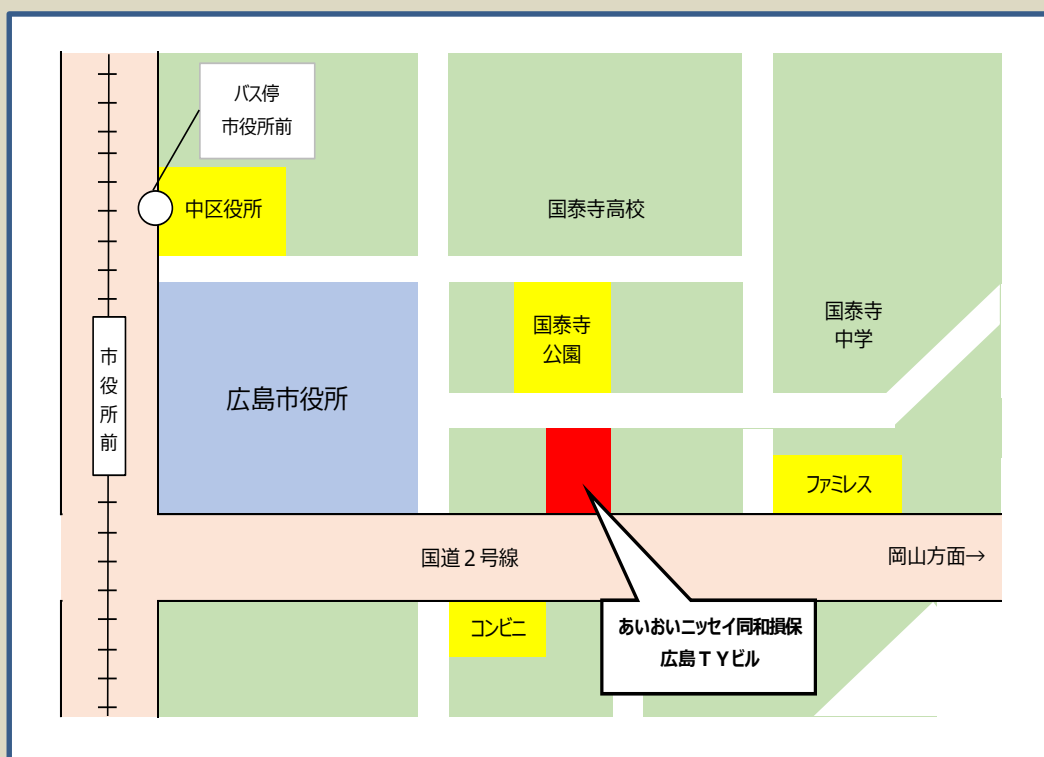 バス停
市役所前
中区役所
国泰寺高校
国泰寺
公園
国泰寺
中学
市役所前
広島市役所
ファミレス
国道２号線
岡山方面→
コンビニ
あいおいニッセイ同和損保
広島ＴＹビル